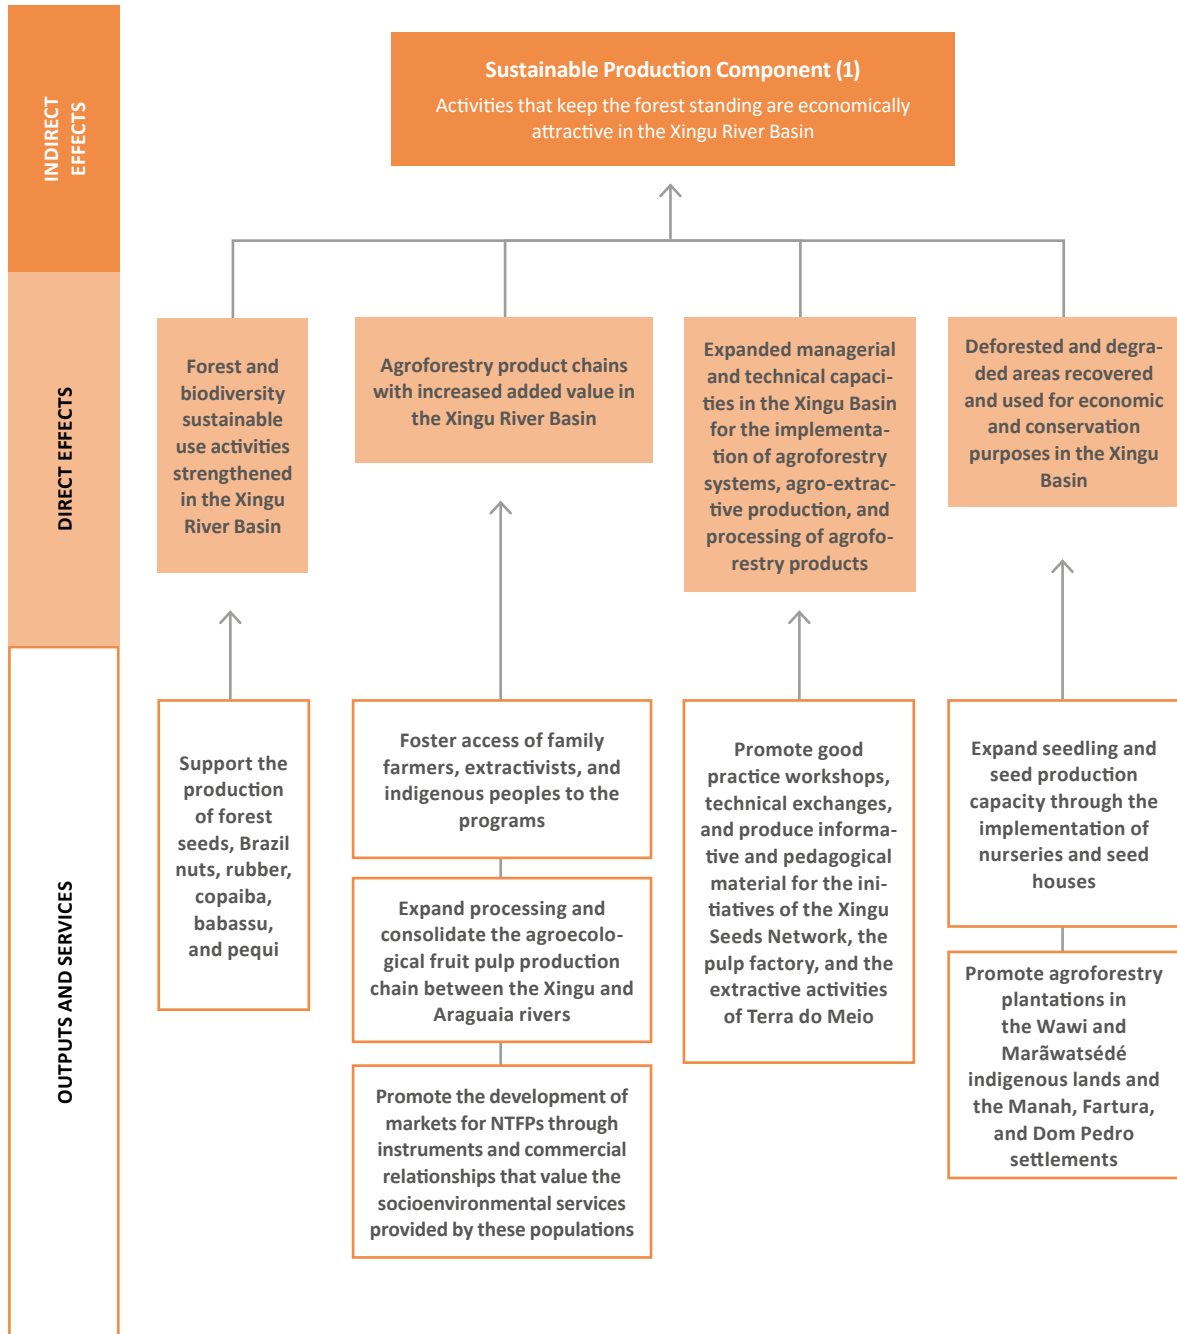 INDIRECT
EFFECTS
Sustainable Production Component (1)
Activities that keep the forest standing are economically
attractive in the Xingu River Basin
DIRECT EFFECTS
Forest and
biodiversity
sustainable
use activities
strengthened
in the Xingu
River Basin
Agroforestry product chains
with increased added value in
the Xingu River Basin
Expanded managerial
and technical capaci-
ties in the Xingu Basin
for the implementa-
tion of agroforestry
systems, agro-extrac-
tive production, and
processing of agrofo-
restry products
Deforested and degra-
ded areas recovered
and used for economic
and conservation
purposes in the Xingu
Basin
OUTPUTS AND SERVICES
Support the
production
of forest
seeds, Brazil
nuts, rubber,
copaiba,
babassu,
and pequi
Foster access of family
farmers, extractivists, and
indigenous peoples to the
programs
Expand processing and
consolidate the agroecolo-
gical fruit pulp production
chain between the Xingu and
Araguaia rivers
Promote the development of
markets for NTFPs through
instruments and commercial
relationships that value the
socioenvironmental services
provided by these populations
Promote good
practice workshops,
technical exchanges,
and produce informa-
tive and pedagogical
material for the ini-
tiatives of the Xingu
Seeds Network, the
pulp factory, and the
extractive activities
of Terra do Meio
Expand seedling and
seed production
capacity through the
implementation of
nurseries and seed
houses
Promote agroforestry
plantations in
the Wawi and
Marãwatsédé
indigenous lands and
the Manah, Fartura,
and Dom Pedro
settlements